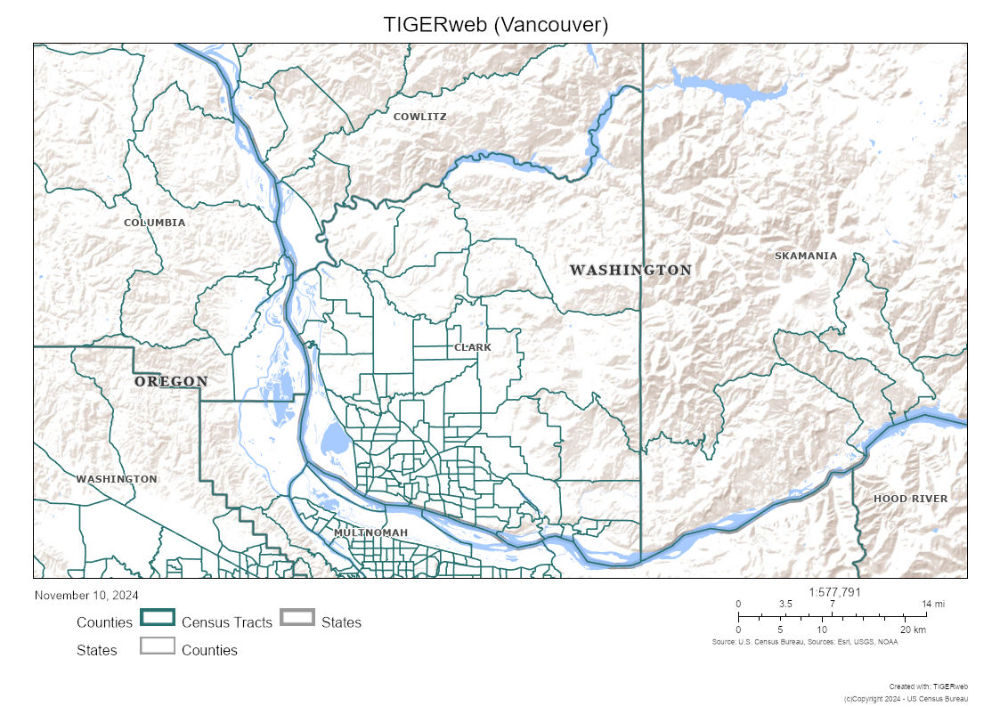 TIGERweb (Vancouver)
COWLITZ
COLUMBIA
SKAMANIA
WASHINGTON
CLARK
OREGON
WASHINGTON
HOOD RIVER
MULTNOMAH
November 10, 2024
1:577,791
0 3.5 7 14 mi
0 5 10 20 km
Source: U.S. Census Bureau, Sources: Esri, USGS, NOAA
Counties Census Tracts States
States Counties
Created with: TIGERweb
(c)Copyright 2024 - US Census Bureau